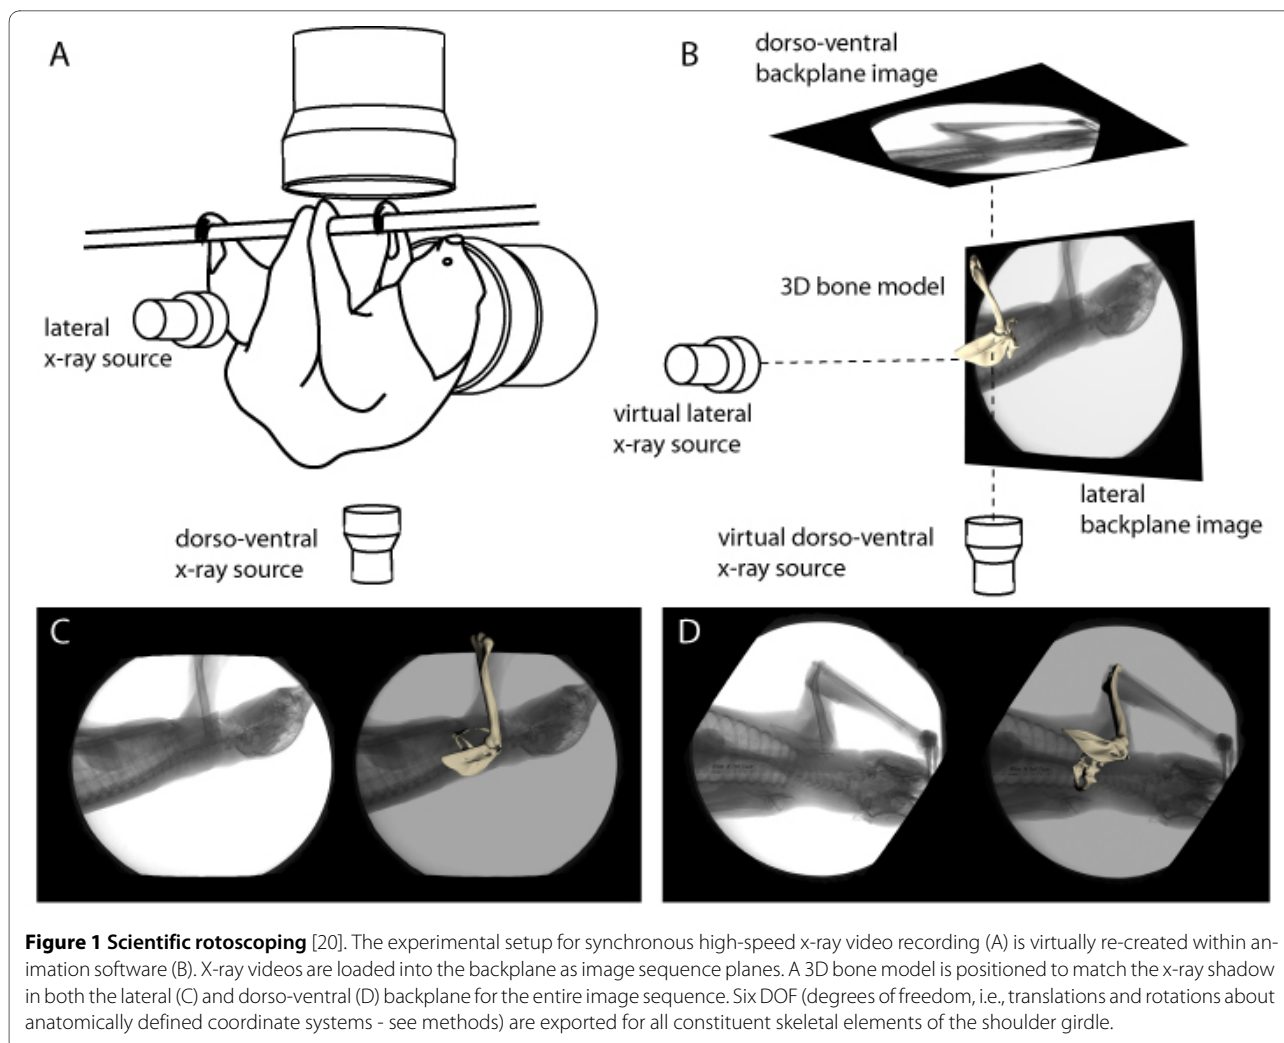 A
lateral
x-ray source
dorso-ventral
x-ray source
B
dorso-ventral
backplane image
3D bone model
virtual lateral
x-ray source
lateral
backplane image
virtual dorso-ventral
x-ray source
C
D
Figure 1 Scientific rotoscoping [20]. The experimental setup for synchronous high-speed x-ray video recording (A) is virtually re-created within an-
imation software (B). X-ray videos are loaded into the backplane as image sequence planes. A 3D bone model is positioned to match the x-ray shadow
in both the lateral (C) and dorso-ventral (D) backplane for the entire image sequence. Six DOF (degrees of freedom, i.e., translations and rotations about
anatomically defined coordinate systems - see methods) are exported for all constituent skeletal elements of the shoulder girdle.